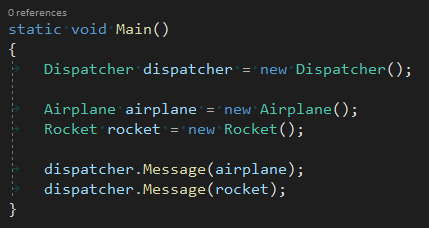 0 references
static void Main()
{
    Dispatcher dispatcher = new Dispatcher();
    Airplane airplane = new Airplane();
    Rocket rocket = new Rocket();
    dispatcher.Message(airplane);
    dispatcher.Message(rocket);
}